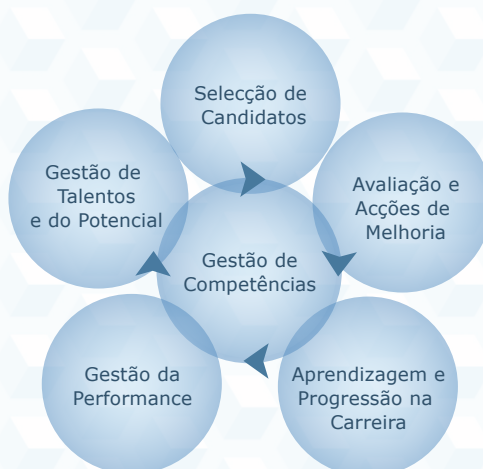 Selecção de
Candidatos
Gestão de
Talentos
e do Potencial
Avaliação e
Acções de
Melhoria
Gestão de
Competências
Gestão da
Performance
Aprendizagem e
Progressão na
Carreira